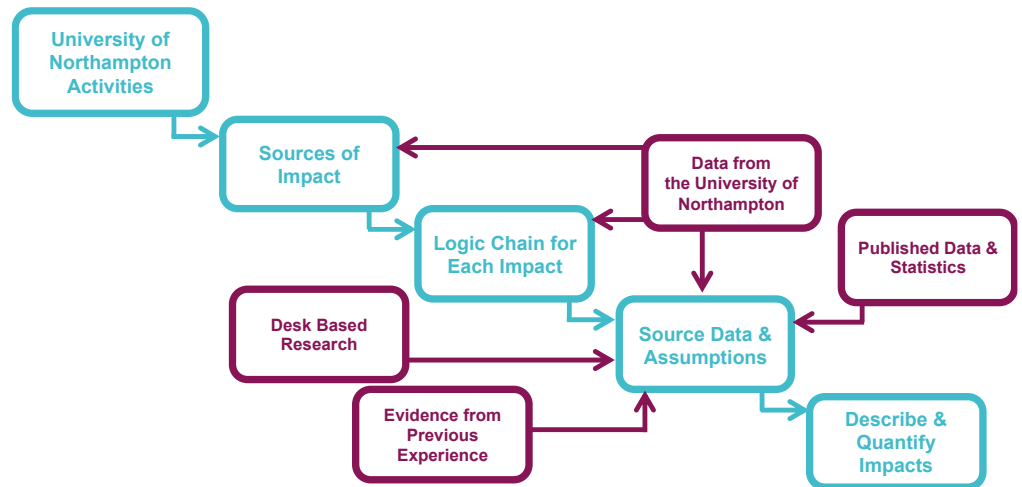 University of
Northampton
Activities
Sources of
Impact
Data from
the University of
Northampton
Logic Chain for
Each Impact
Published Data &
Statistics
Desk Based
Research
Source Data &
Assumptions
Evidence from
Previous
Experience
Describe &
Quantify
Impacts